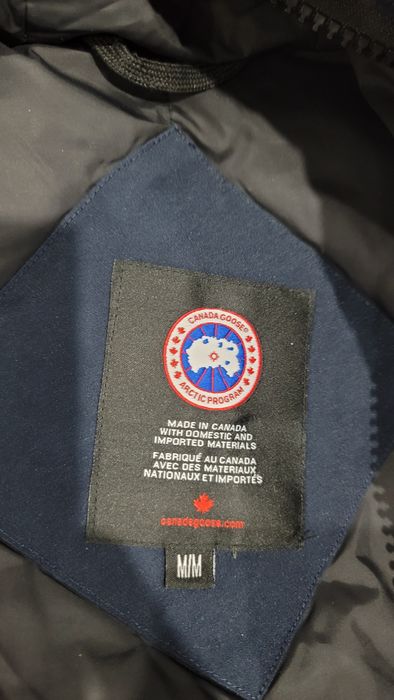 CANADA GOOSE®
ARCTIC PROGRAM
MADE IN CANADA
WITH DOMESTIC AND
IMPORTED MATERIALS
FABRIQUÉ AU CANADA
AVEC DES MATERIAUX
NATIONAUX ET IMPORTÉS
canadagoose.com
M/M